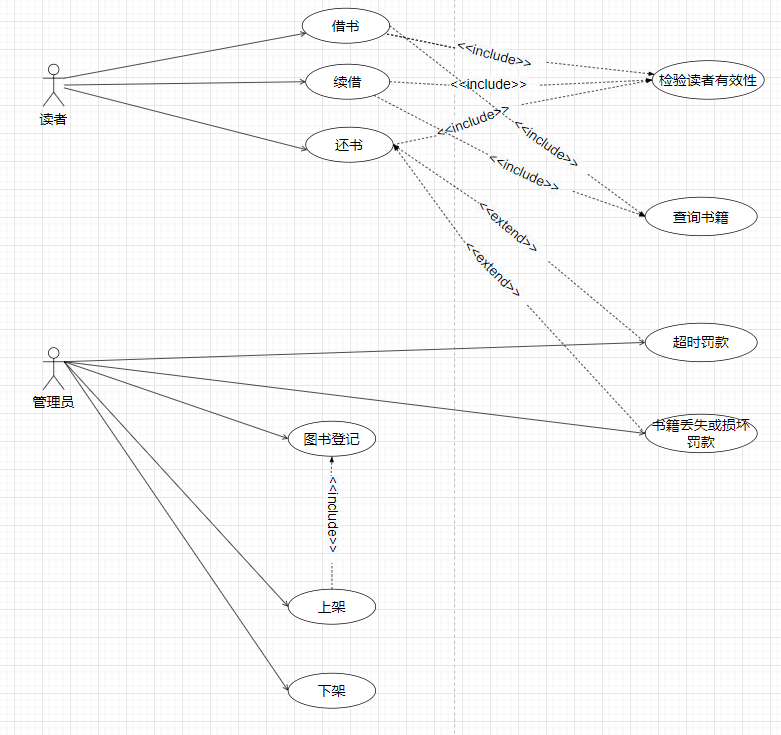 借书
<<include>>
读者
续借
<<include>>
检验读者有效性
还书
<<include>>
<<include>>
<<include>>
查询书籍
<<extend>>
<<extend>>
超时罚款
管理员
图书登记
书籍丢失或损坏
罚款
<<include>>
上架
下架